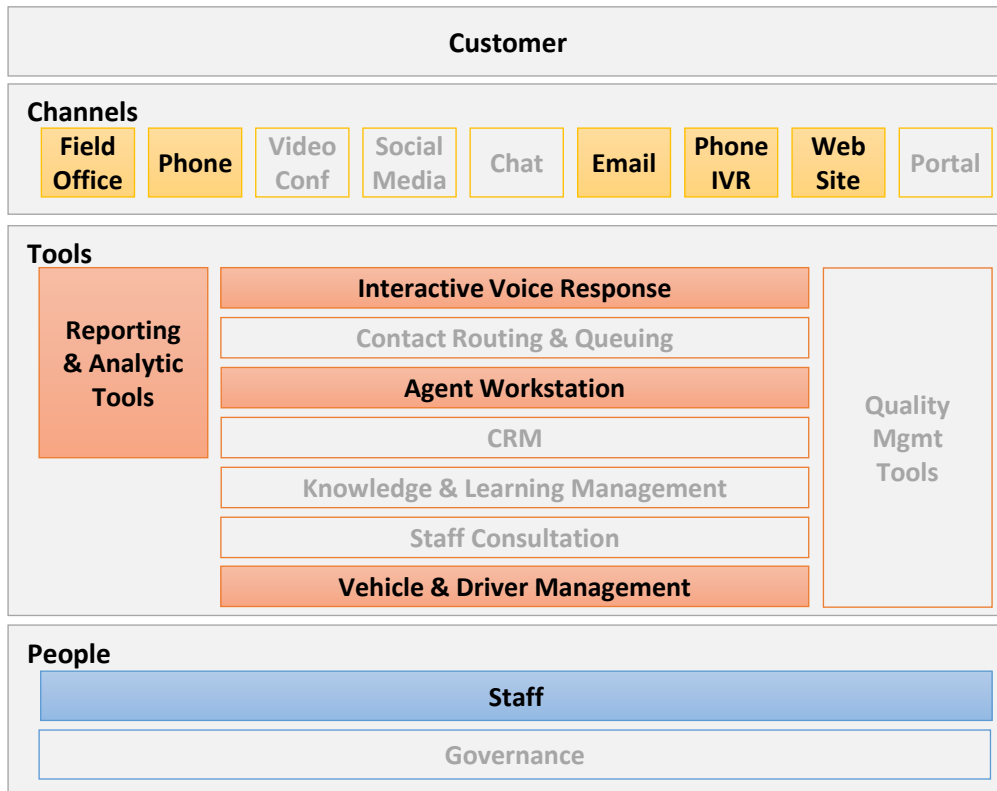 Customer
Channels
Field
Office
Phone
Video
Conf
Social
Media
Chat
Email
Phone
IVR
Web
Site
Portal
Tools
Reporting
& Analytic
Tools
Interactive Voice Response
Contact Routing & Queuing
Agent Workstation
CRM
Knowledge & Learning Management
Staff Consultation
Vehicle & Driver Management
Quality
Mgmt
Tools
People
Staff
Governance